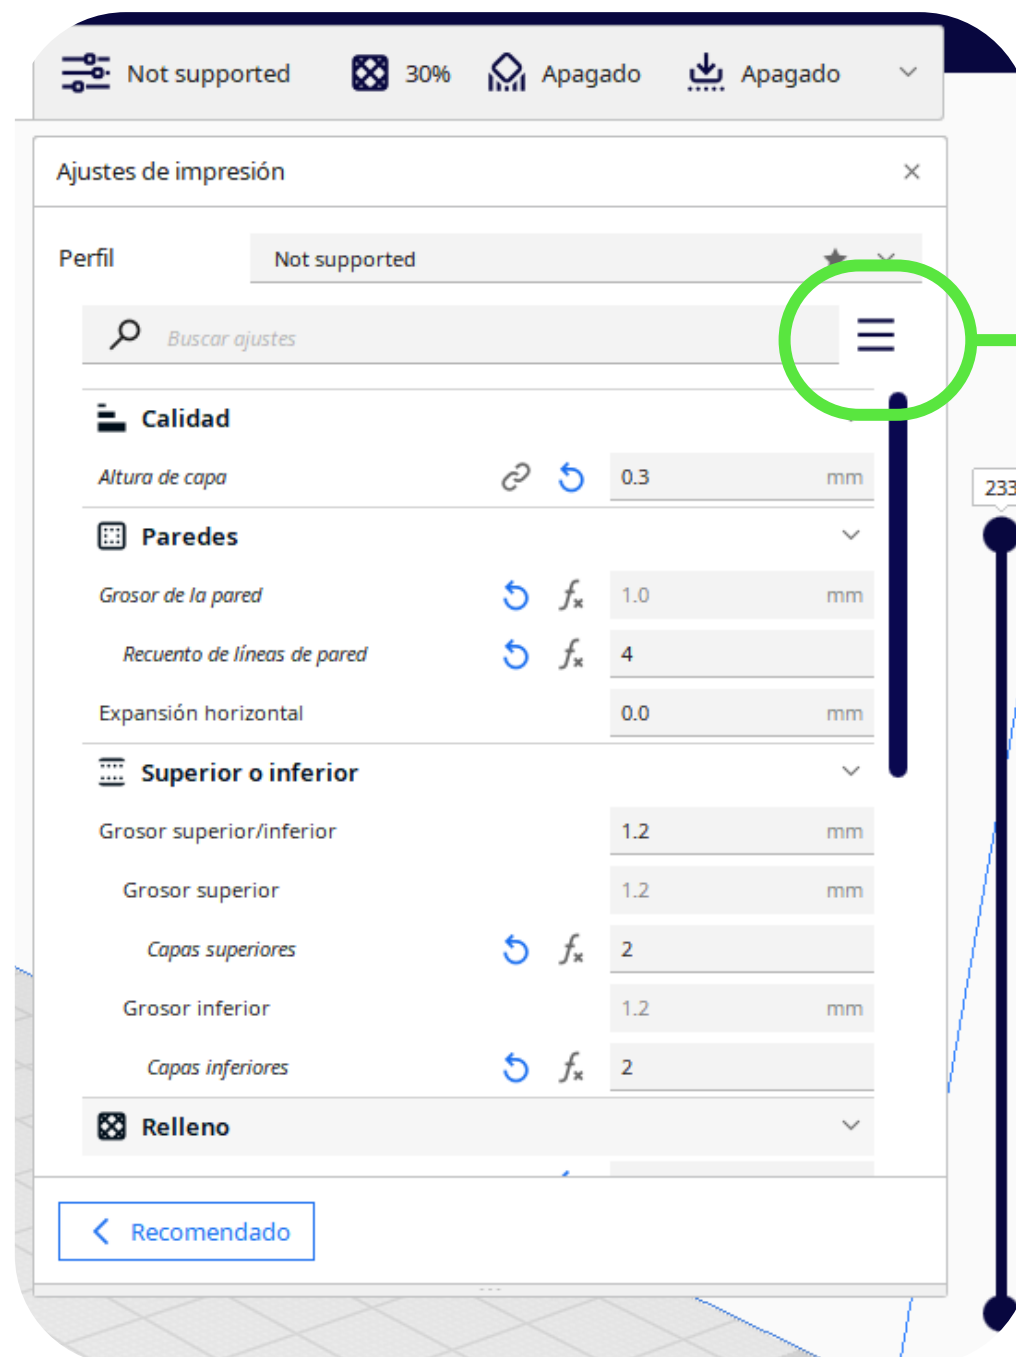 Not supported 30% Apagado Apagado
Ajustes de impresión
Perfil Not supported
Buscar ajustes
Calidad
Altura de capa 0.3 mm
233
Paredes
Grosor de la pared 1.0 mm
Recuento de líneas de pared 4
Expansión horizontal 0.0 mm
Superior o inferior
Grosor superior/inferior 1.2 mm
Grosor superior 1.2 mm
Capas superiores 2
Grosor inferior 1.2 mm
Capas inferiores 2
Relleno
Recomendado